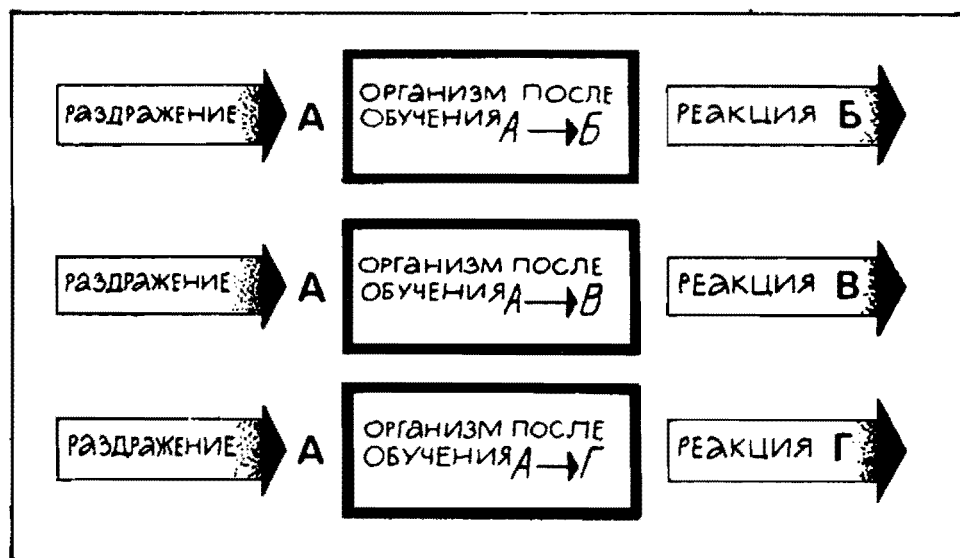 РАЗДРАЖЕНИЕ А
ОРГАНИЗМ ПОСЛЕ
ОБУЧЕНИЯ А → Б
РЕАКЦИЯ Б
РАЗДРАЖЕНИЕ А
ОРГАНИЗМ ПОСЛЕ
ОБУЧЕНИЯ А → В
РЕАКЦИЯ В
РАЗДРАЖЕНИЕ А
ОРГАНИЗМ ПОСЛЕ
ОБУЧЕНИЯ А → Г
РЕАКЦИЯ Г